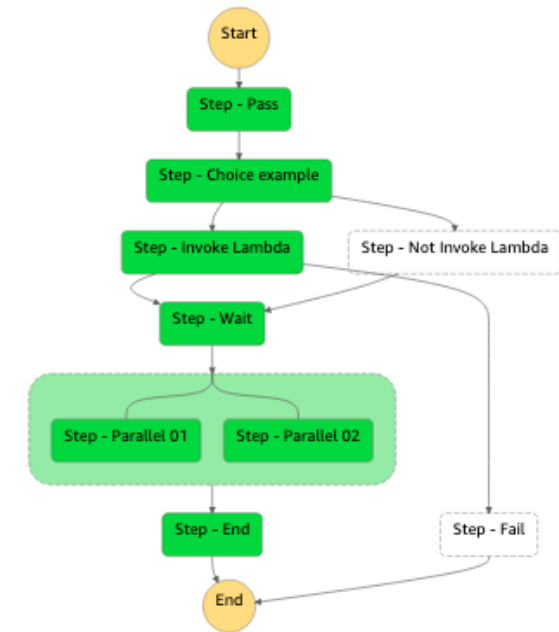 Start
Step - Pass
Step - Choice example
Step - Invoke Lambda
Step - Not Invoke Lambda
Step - Wait
Step - Parallel 01
Step - Parallel 02
Step - End
Step - Fail
End